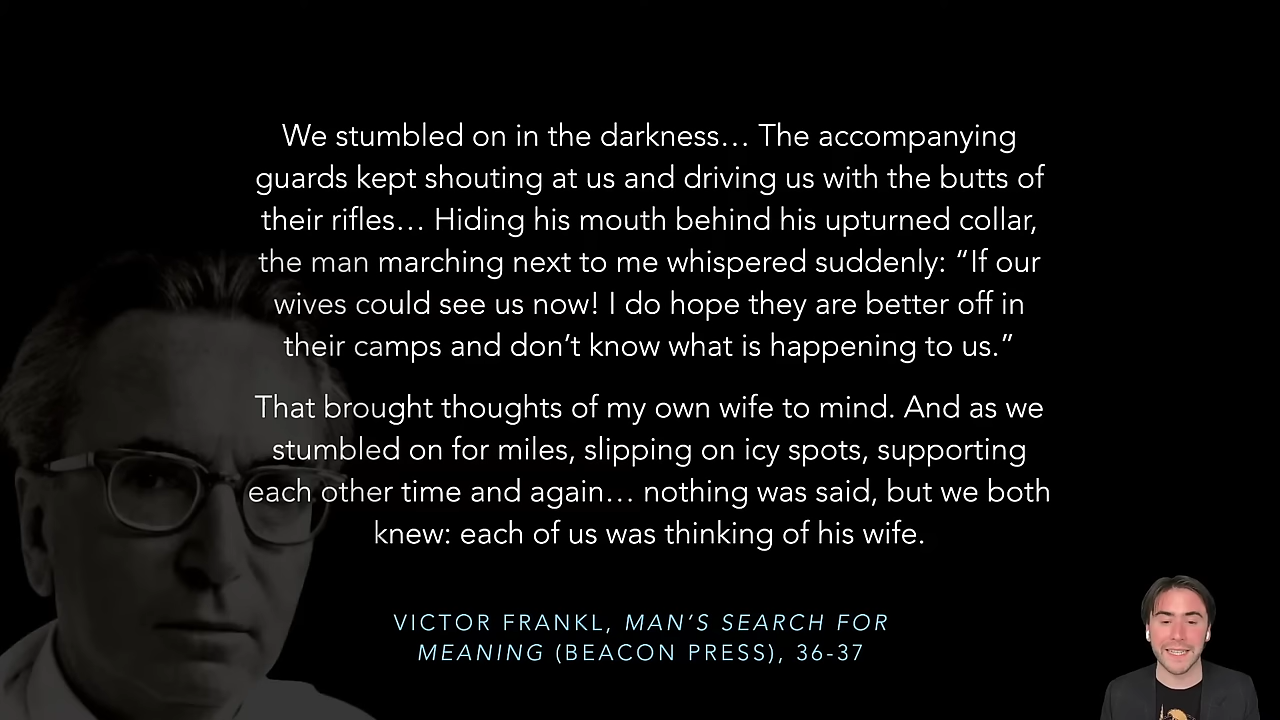 We stumbled on in the darkness… The accompanying
guards kept shouting at us and driving us with the butts of
their rifles… Hiding his mouth behind his upturned collar,
the man marching next to me whispered suddenly: “If our
wives could see us now! I do hope they are better off in
their camps and don’t know what is happening to us.”
That brought thoughts of my own wife to mind. And as we
stumbled on for miles, slipping on icy spots, supporting
each other time and again… nothing was said, but we both
knew: each of us was thinking of his wife.
VICTOR FRANKL, MAN’S SEARCH FOR
MEANING (BEACON PRESS), 36-37